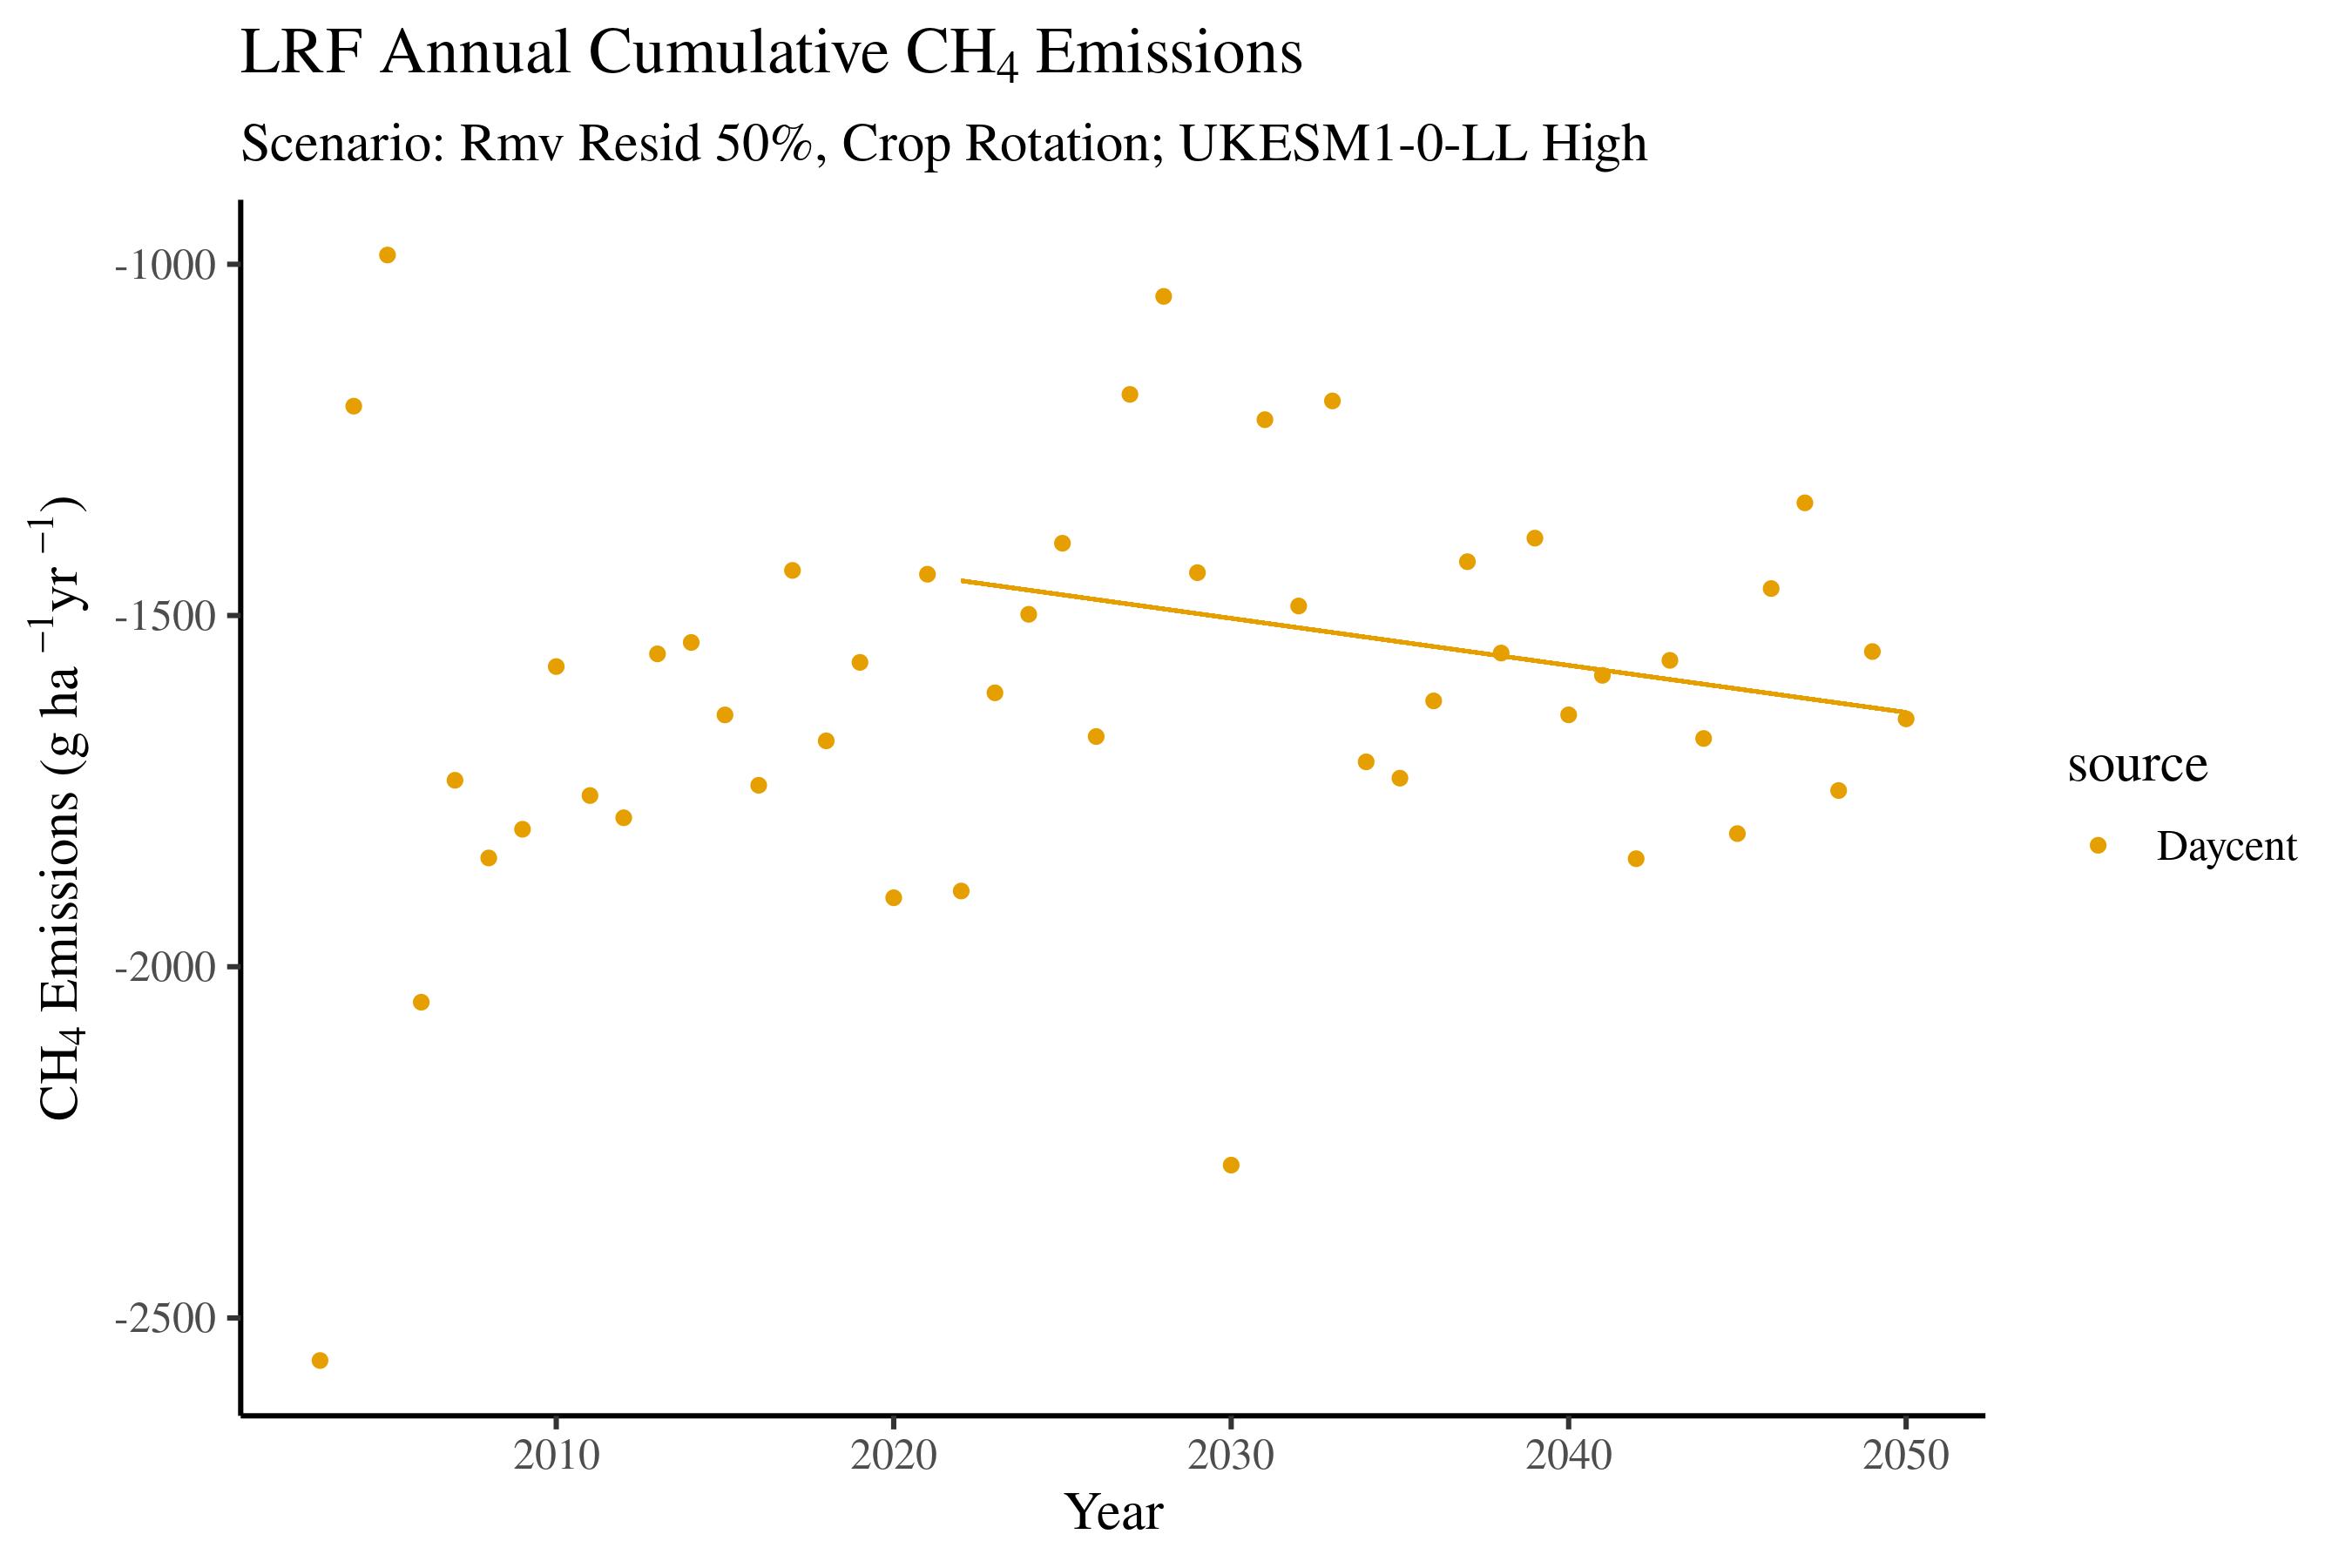 LRF Annual Cumulative CH₄ Emissions
Scenario: Rmv Resid 50%, Crop Rotation; UKESM1-0-LL High
CH₄ Emissions (g ha⁻¹yr⁻¹)
-1000
-1500
-2000
-2500
2010 2020 2030 2040 2050
Year
source
Daycent